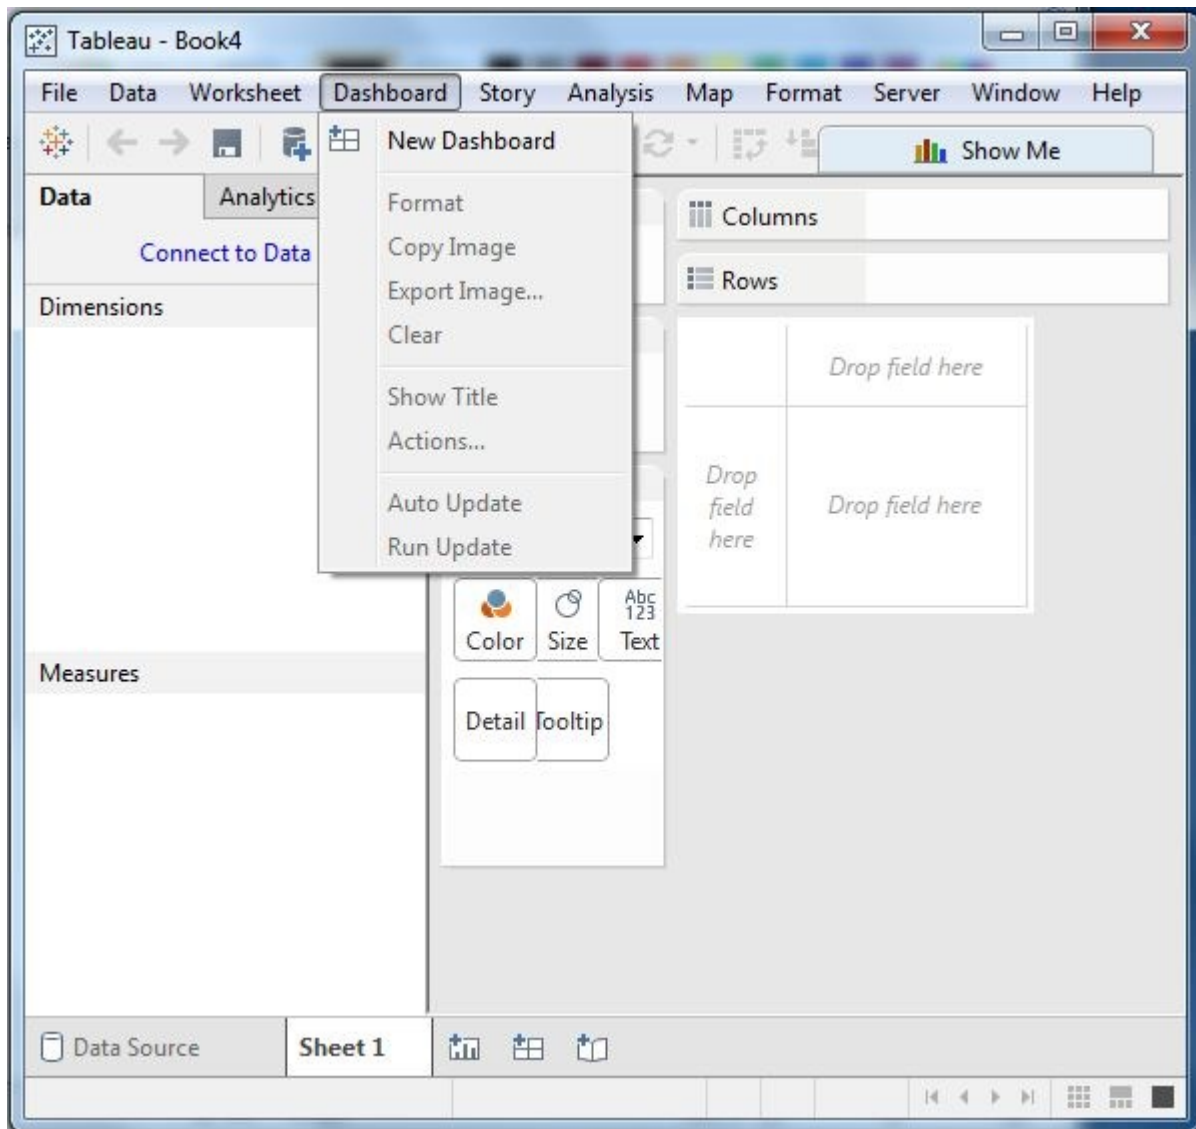 Tableau - Book4
File Data Worksheet Dashboard Story Analysis Map Format Server Window Help
Show Me
Data Analytics
Connect to Data
Dimensions
Measures
New Dashboard
Format
Copy Image
Export Image...
Clear
Show Title
Actions...
Auto Update
Run Update
Color Size Abc 123 Text
Detail Tooltip
Columns
Rows
Drop field here
Drop
field
here
Drop field here
Data Source Sheet 1